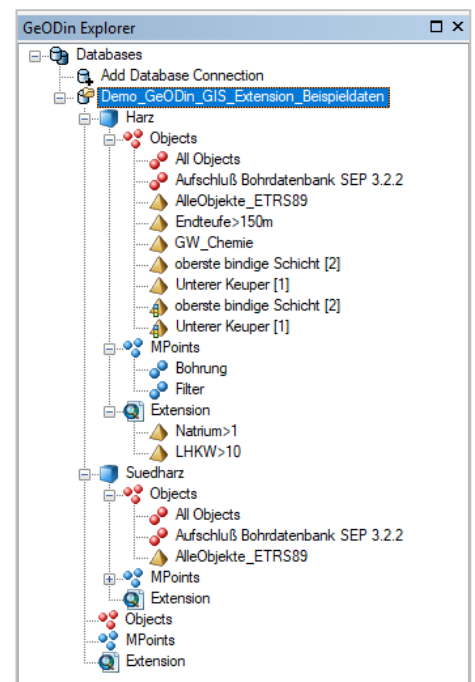 GeODin Explorer
Databases
Add Database Connection
Demo_GeODin_GIS_Extension_Beispieldaten
Harz
Objects
All Objects
Aufschluß Bohrdatenbank SEP 3.2.2
AlleObjekte_ETRS89
Endteufe>150m
GW_Chemie
oberste bindige Schicht [2]
Unterer Keuper [1]
oberste bindige Schicht [2]
Unterer Keuper [1]
MPoints
Bohrung
Filter
Extension
Natrium>1
LHKW>10
Suedharz
Objects
All Objects
Aufschluß Bohrdatenbank SEP 3.2.2
AlleObjekte_ETRS89
MPoints
Extension
Objects
MPoints
Extension